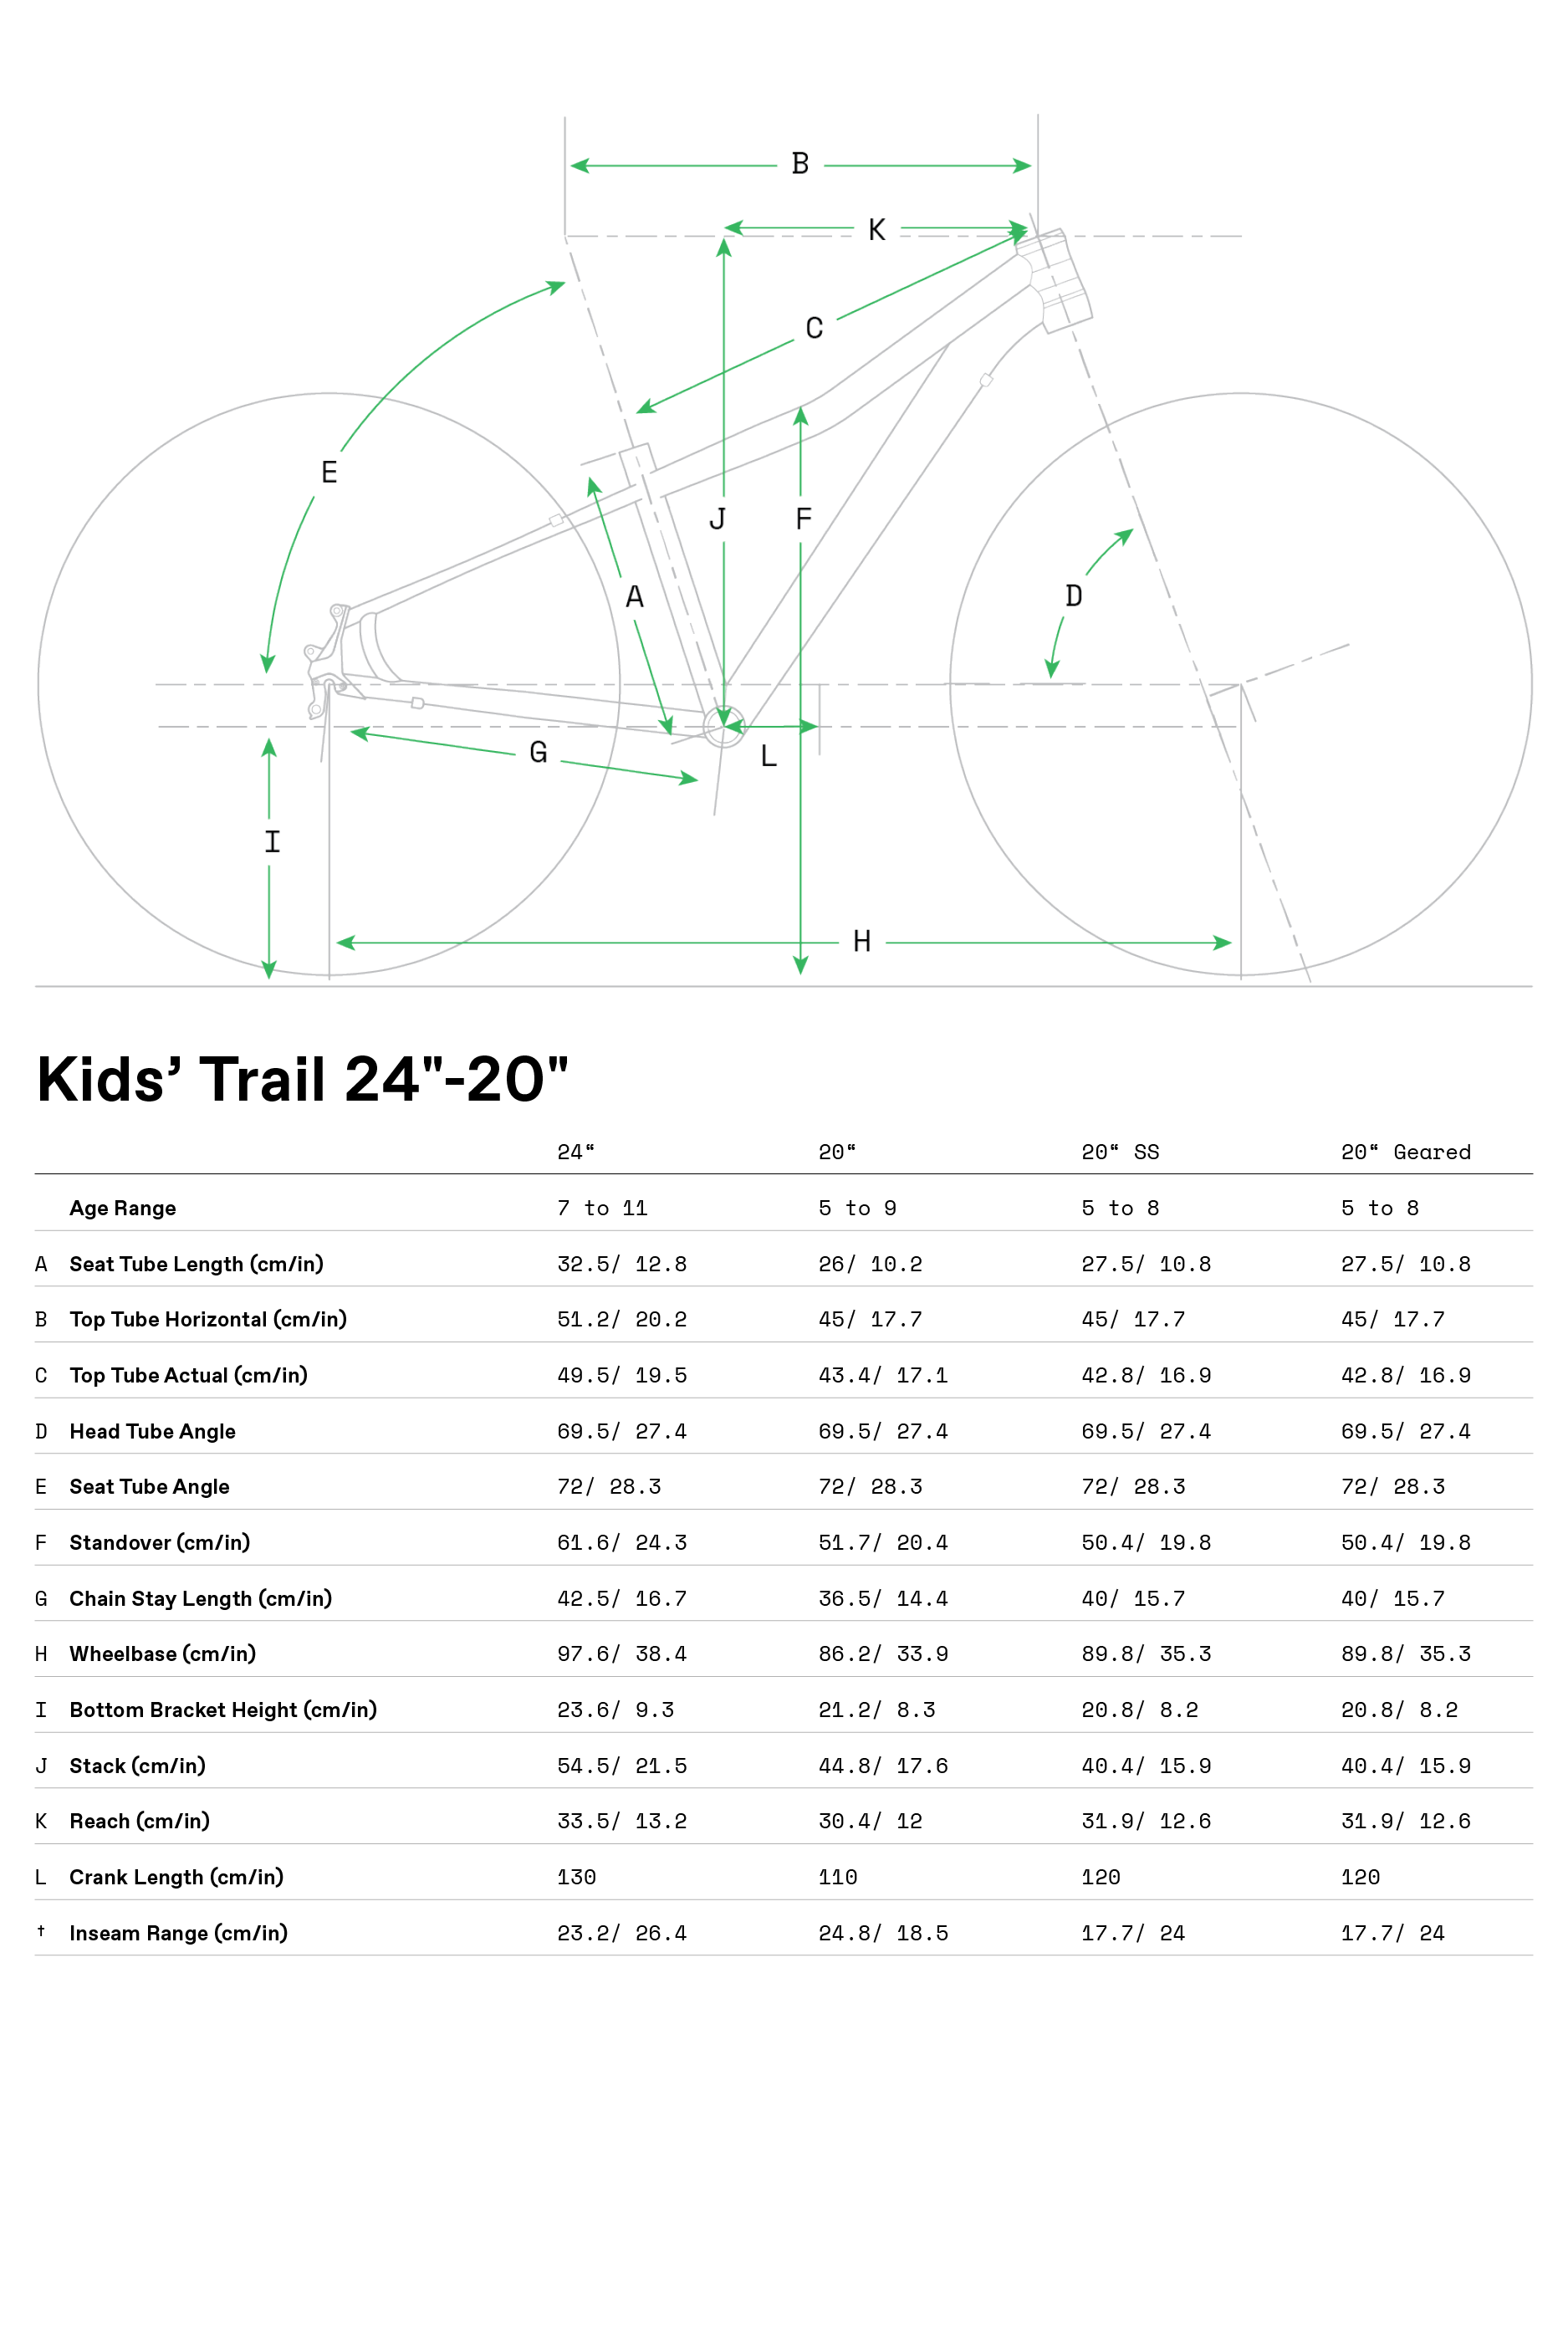 B
K
C
E
J
F
A
D
G
L
I
H
Kids’ Trail 24"-20"
24“ 20“ 20“ SS 20“ Geared
Age Range 7 to 11 5 to 9 5 to 8 5 to 8
A Seat Tube Length (cm/in) 32.5/ 12.8 26/ 10.2 27.5/ 10.8 27.5/ 10.8
B Top Tube Horizontal (cm/in) 51.2/ 20.2 45/ 17.7 45/ 17.7 45/ 17.7
C Top Tube Actual (cm/in) 49.5/ 19.5 43.4/ 17.1 42.8/ 16.9 42.8/ 16.9
D Head Tube Angle 69.5/ 27.4 69.5/ 27.4 69.5/ 27.4 69.5/ 27.4
E Seat Tube Angle 72/ 28.3 72/ 28.3 72/ 28.3 72/ 28.3
F Standover (cm/in) 61.6/ 24.3 51.7/ 20.4 50.4/ 19.8 50.4/ 19.8
G Chain Stay Length (cm/in) 42.5/ 16.7 36.5/ 14.4 40/ 15.7 40/ 15.7
H Wheelbase (cm/in) 97.6/ 38.4 86.2/ 33.9 89.8/ 35.3 89.8/ 35.3
I Bottom Bracket Height (cm/in) 23.6/ 9.3 21.2/ 8.3 20.8/ 8.2 20.8/ 8.2
J Stack (cm/in) 54.5/ 21.5 44.8/ 17.6 40.4/ 15.9 40.4/ 15.9
K Reach (cm/in) 33.5/ 13.2 30.4/ 12 31.9/ 12.6 31.9/ 12.6
L Crank Length (cm/in) 130 110 120 120
† Inseam Range (cm/in) 23.2/ 26.4 24.8/ 18.5 17.7/ 24 17.7/ 24